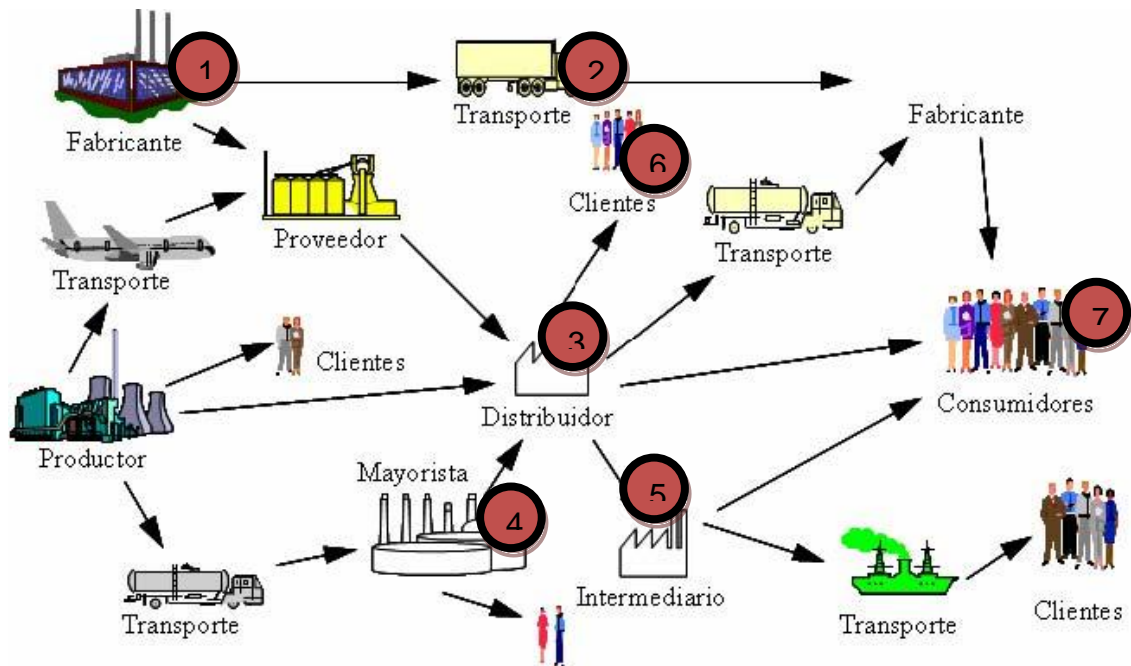 1
2
Fabricante
Transporte
6
Fabricante
Clientes
Proveedor
Transporte
Transporte
7
3
Clientes
Consumidores
Distribuidor
Productor
Mayorista
5
4
Intermediario
Transporte
Transporte
Clientes